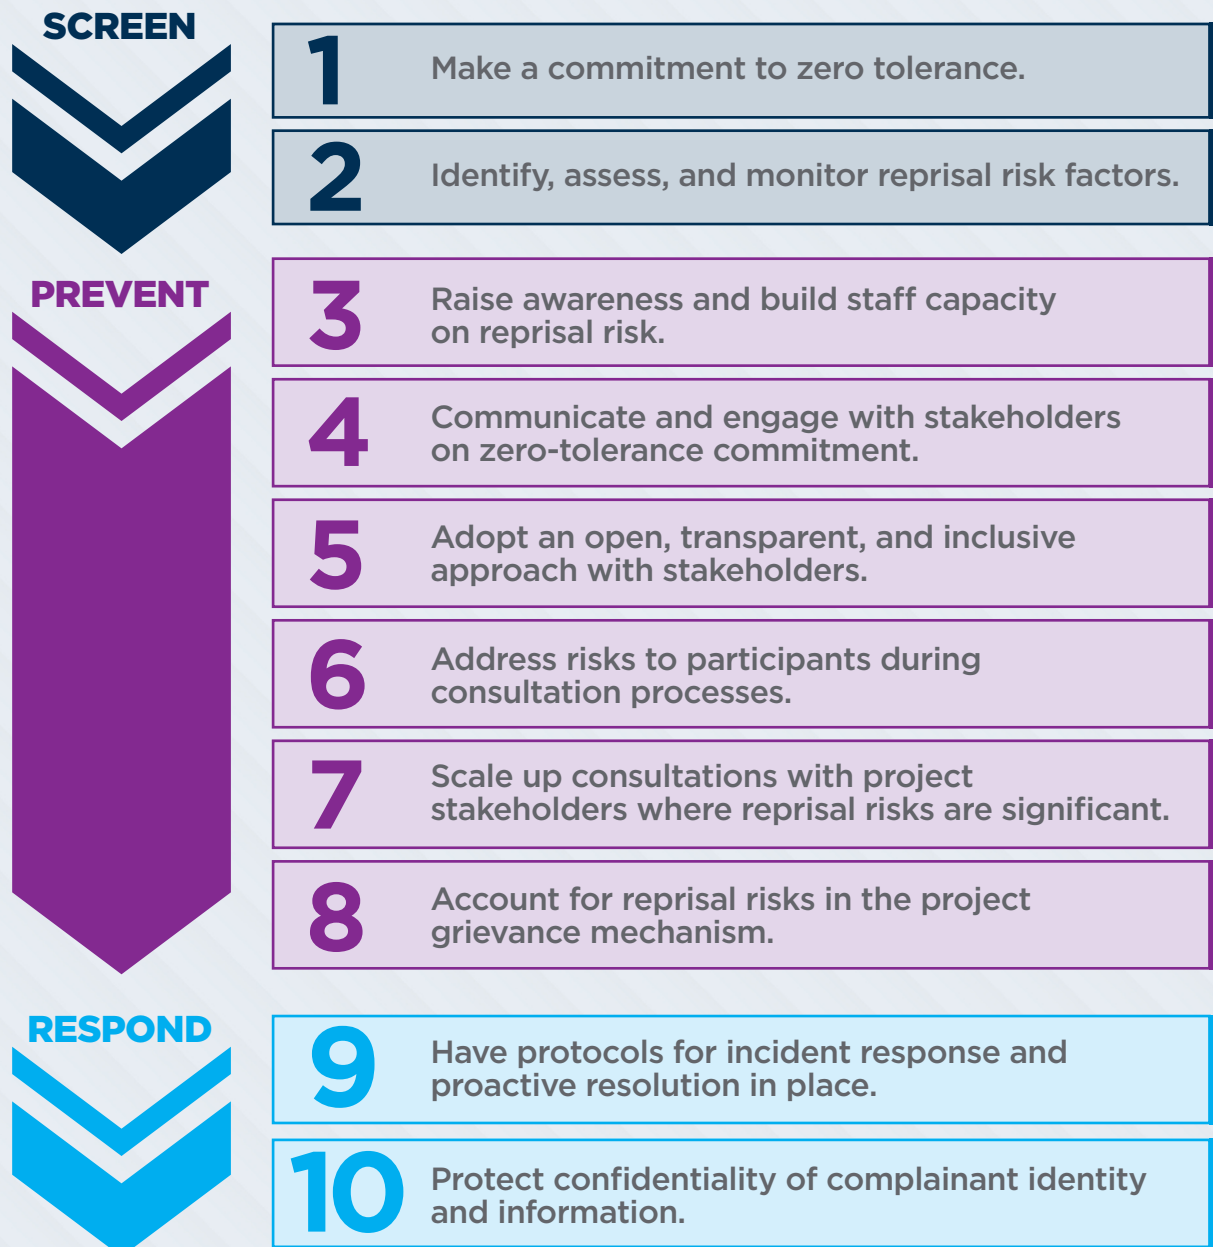 SCREEN
1
Make a commitment to zero tolerance.
2
Identify, assess, and monitor reprisal risk factors.
PREVENT
3
Raise awareness and build staff capacity
on reprisal risk.
4
Communicate and engage with stakeholders
on zero-tolerance commitment.
5
Adopt an open, transparent, and inclusive
approach with stakeholders.
6
Address risks to participants during
consultation processes.
7
Scale up consultations with project
stakeholders where reprisal risks are significant.
8
Account for reprisal risks in the project
grievance mechanism.
RESPOND
9
Have protocols for incident response and
proactive resolution in place.
10
Protect confidentiality of complainant identity
and information.